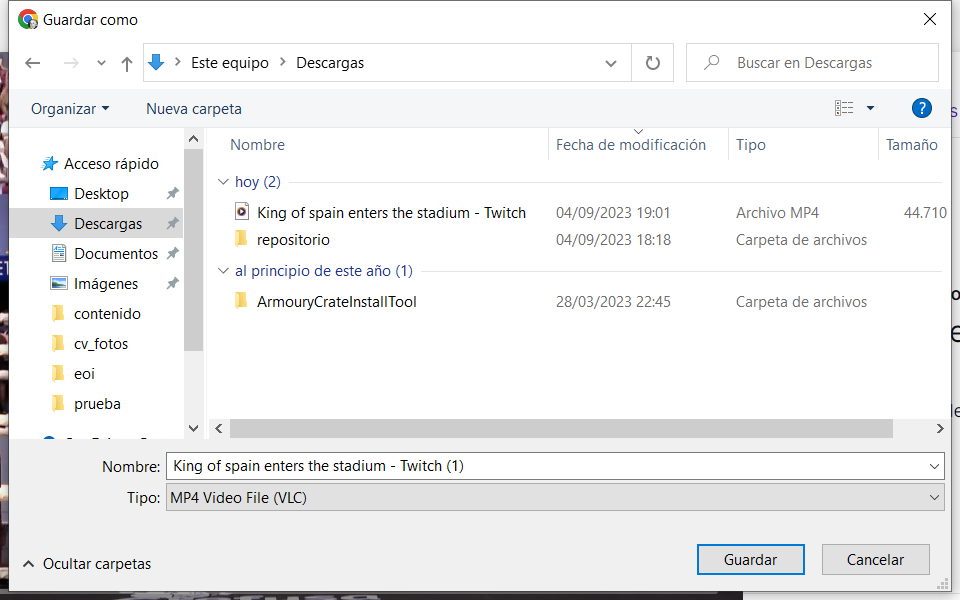 Guardar como
Este equipo Descargas
Buscar en Descargas
Organizar Nueva carpeta ?
Nombre Fecha de modificación Tipo Tamaño
Acceso rápido
Desktop
Descargas
Documentos
Imágenes
contenido
cv_fotos
eoi
prueba
hoy (2)
King of spain enters the stadium - Twitch 04/09/2023 19:01 Archivo MP4 44.710
repositorio 04/09/2023 18:18 Carpeta de archivos
al principio de este año (1)
ArmouryCrateInstallTool 28/03/2023 22:45 Carpeta de archivos
Nombre: King of spain enters the stadium - Twitch (1)
Tipo: MP4 Video File (VLC)
Ocultar carpetas
Guardar Cancelar